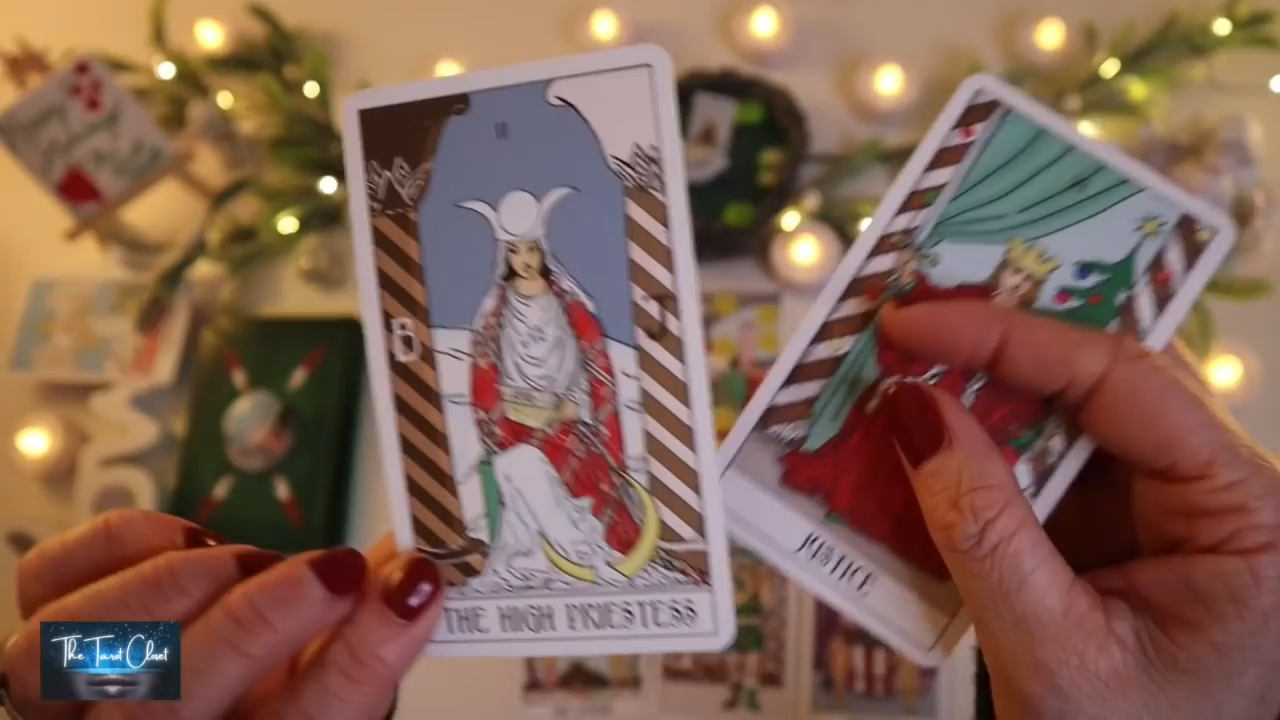 II
B
THE HIGH PRIESTESS
JUSTICE
The Tarot Closet